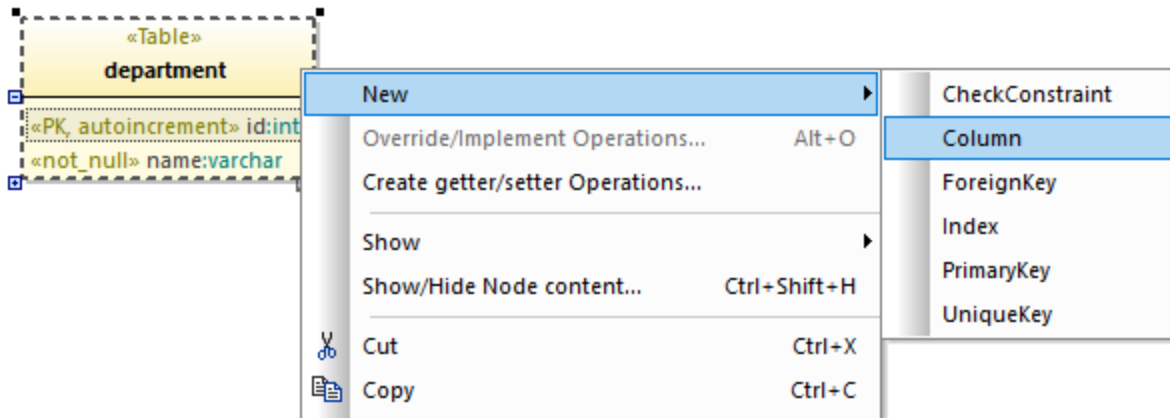 «Table»
department
«PK, autoincrement» id:int
«not_null» name:varchar
New
Override/Implement Operations... Alt+O
Create getter/setter Operations...
Show
Show/Hide Node content... Ctrl+Shift+H
Cut Ctrl+X
Copy Ctrl+C
CheckConstraint
Column
ForeignKey
Index
PrimaryKey
UniqueKey